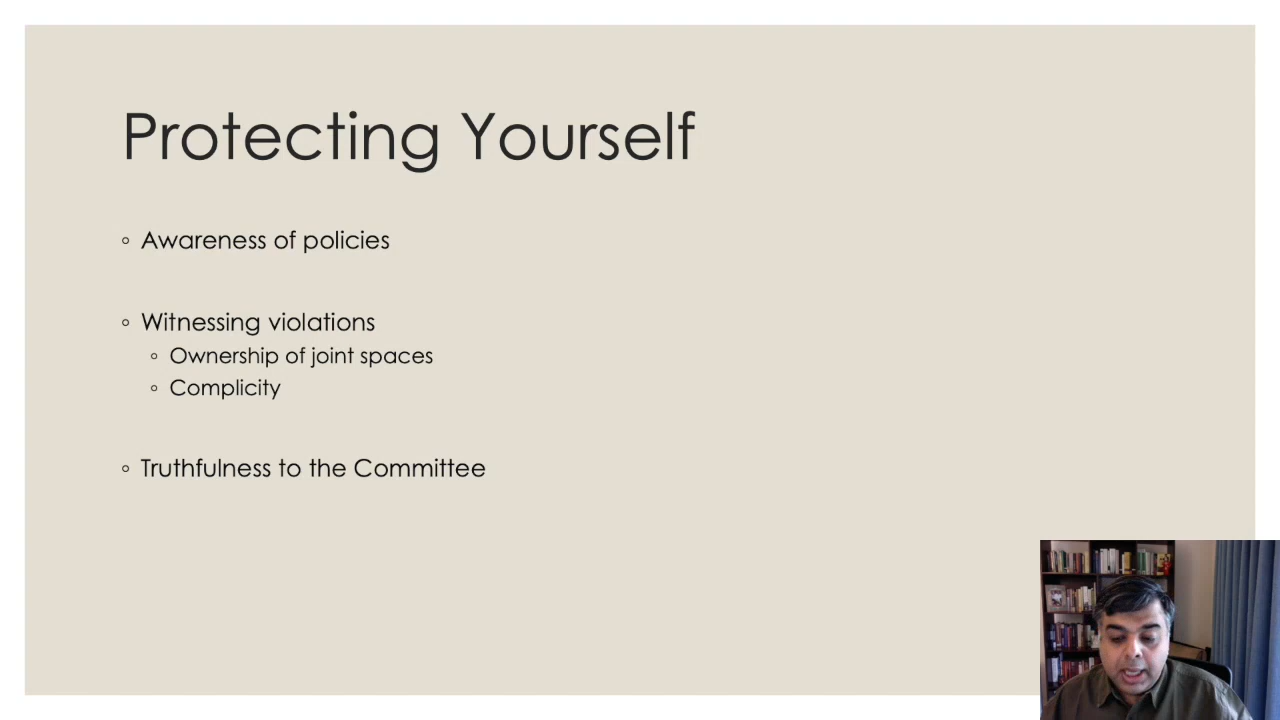 Protecting Yourself
◦ Awareness of policies
◦ Witnessing violations
◦ Ownership of joint spaces
◦ Complicity
◦ Truthfulness to the Committee